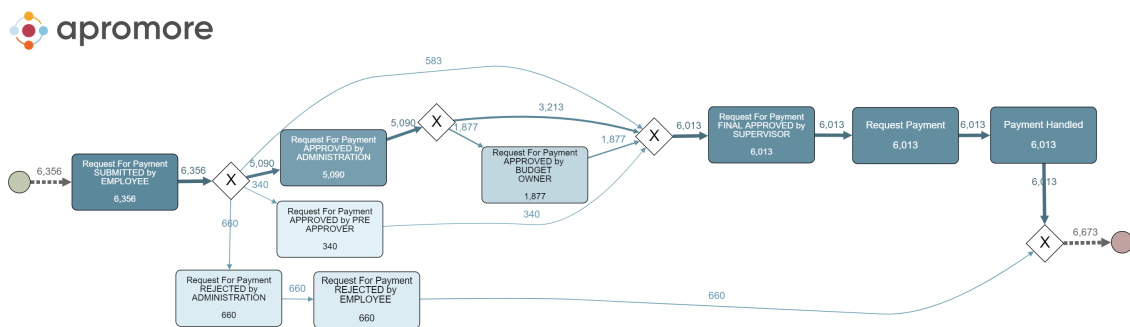 apromore
583
5,090
3,213
1,877
1,877
6,356
Request For Payment
SUBMITTED by
EMPLOYEE
6,356
6,356
X
5,090
340
660
Request For Payment
APPROVED by
ADMINISTRATION
5,090
X
Request For Payment
APPROVED by
BUDGET
OWNER
1,877
X
6,013
Request For Payment
FINAL APPROVED by
SUPERVISOR
6,013
6,013
Request Payment
6,013
6,013
Payment Handled
6,013
6,013
Request For Payment
APPROVED by PRE
APPROVER
340
340
X
6,673
Request For Payment
REJECTED by
ADMINISTRATION
660
660
Request For Payment
REJECTED by
EMPLOYEE
660
660